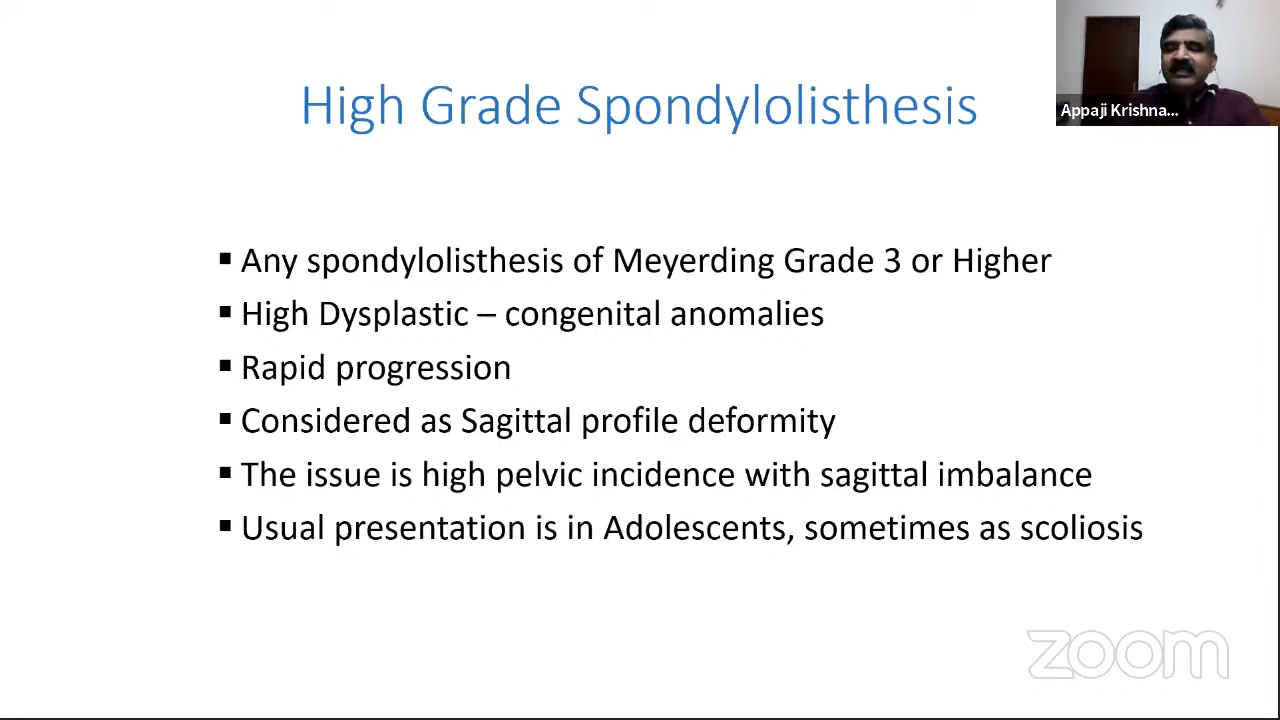 High Grade Spondylolisthesis
Appaji Krishna...
▪ Any spondylolisthesis of Meyerding Grade 3 or Higher
▪ High Dysplastic – congenital anomalies
▪ Rapid progression
▪ Considered as Sagittal profile deformity
▪ The issue is high pelvic incidence with sagittal imbalance
▪ Usual presentation is in Adolescents, sometimes as scoliosis
zoom